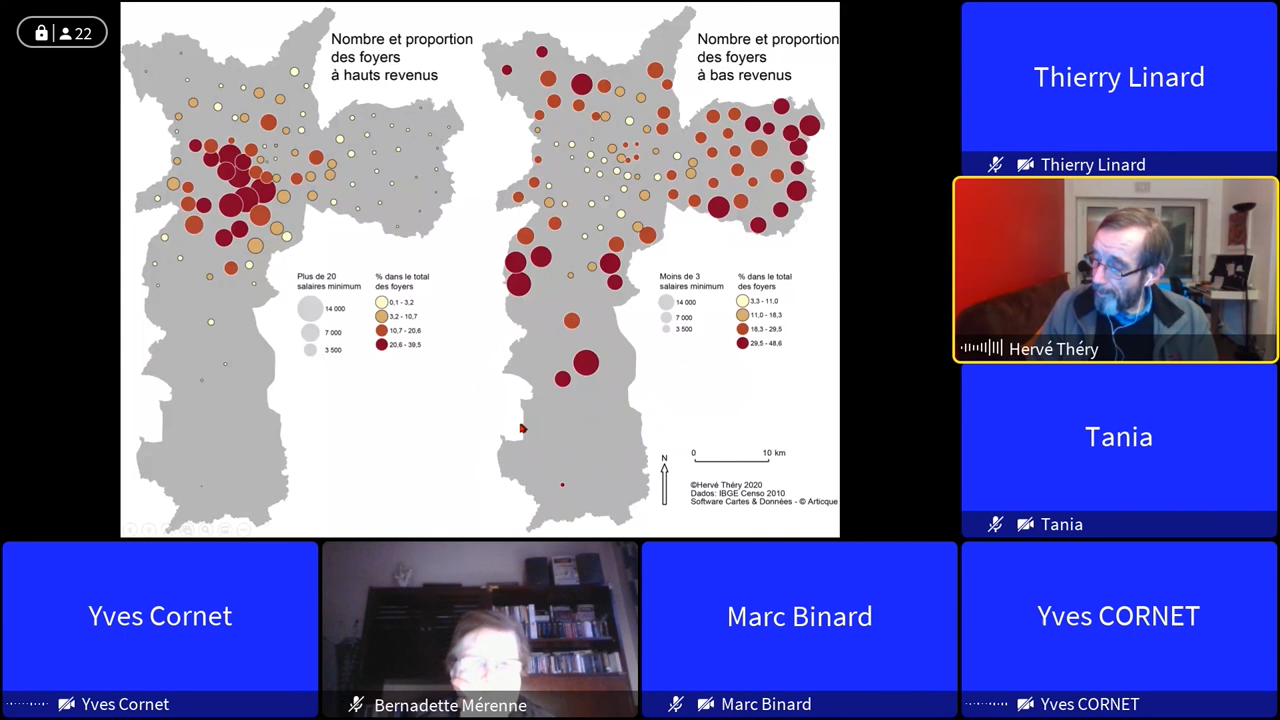 22
Nombre et proportion
des foyers
à hauts revenus
Plus de 20
salaires minimum
14 000
7 000
3 500
% dans le total
des foyers
0,1 - 3,2
3,2 - 10,7
10,7 - 20,6
20,6 - 39,5
Nombre et proportion
des foyers
à bas revenus
Moins de 3
salaires minimum
14 000
7 000
3 500
% dans le total
des foyers
3,3 - 11,0
11,0 - 18,3
18,3 - 29,5
29,5 - 48,6
N
0 10 km
©Hervé Théry 2020
Dados: IBGE Censo 2010
Software Cartes & Données - © Articque
Thierry Linard
Thierry Linard
Hervé Théry
Tania
Tania
Yves Cornet
Yves Cornet
Bernadette Mérenne
Marc Binard
Marc Binard
Yves CORNET
Yves CORNET